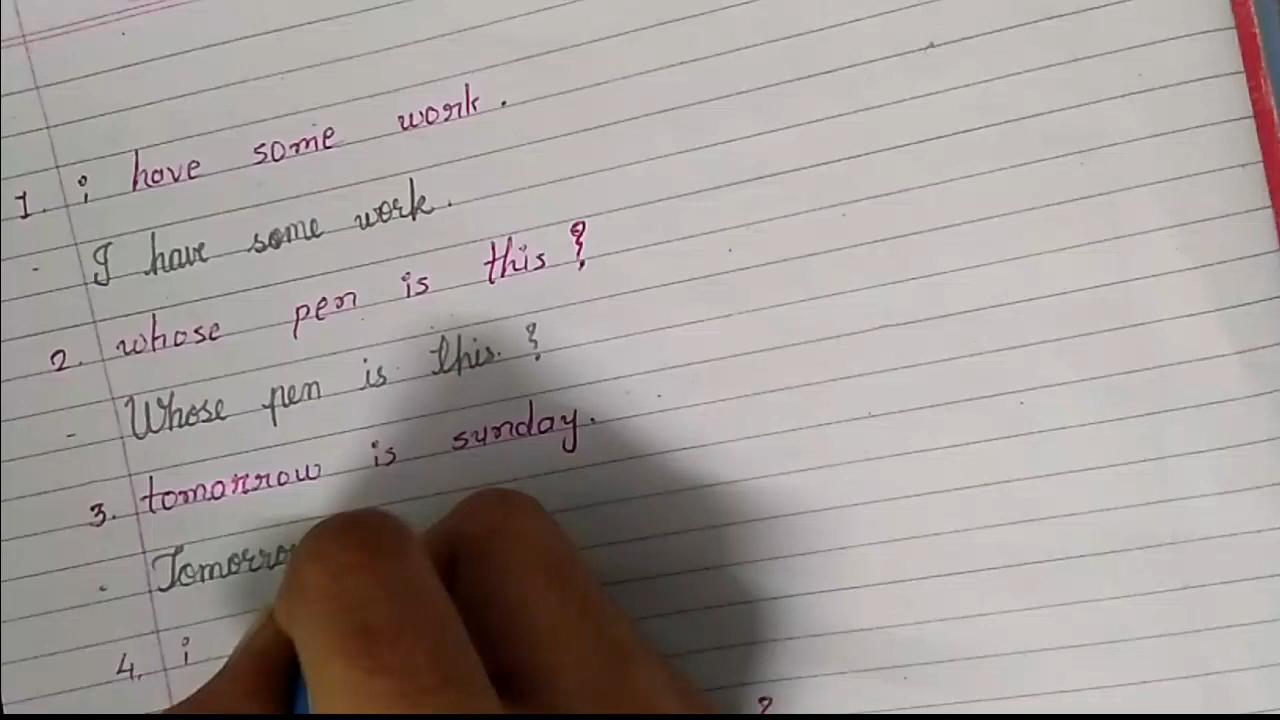 1. i have some work.
- I have some work.
2. whose pen is this?
- Whose pen is this.?
3. tomorrow is sunday.
- Tomorro
4. i
?